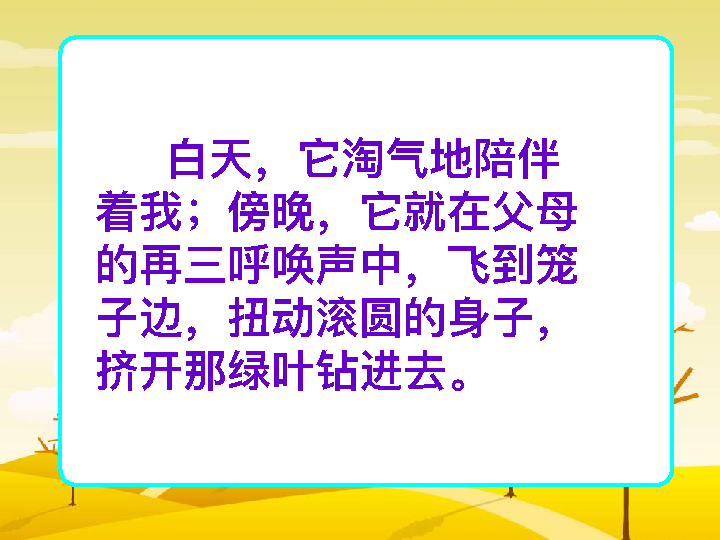 白天，它淘气地陪伴
着我；傍晚，它就在父母
的再三呼唤声中，飞到笼
子边，扭动滚圆的身子，
挤开那绿叶钻进去。